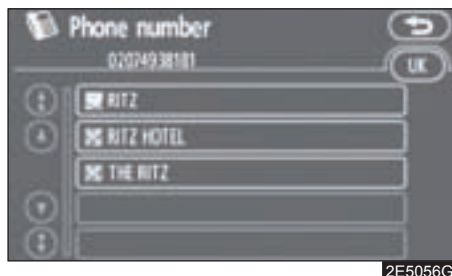 Phone number
02074938181
UK
RITZ
RITZ HOTEL
THE RITZ
2E5056G